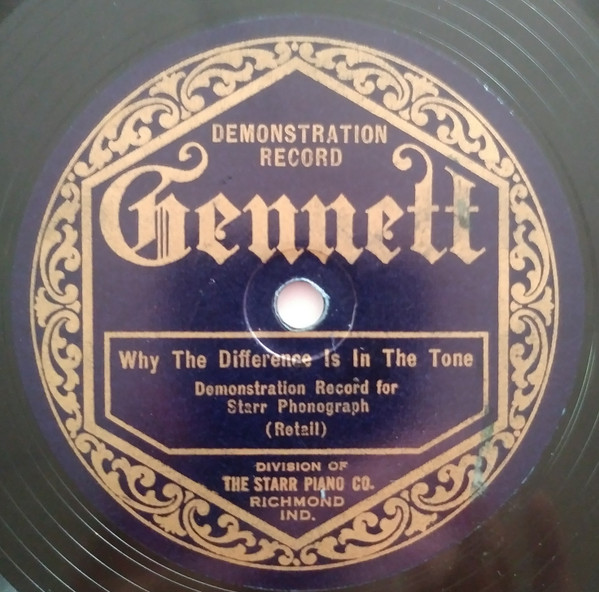 DEMONSTRATION
RECORD
Gennett
Why The Difference Is In The Tone
Demonstration Record for
Starr Phonograph
(Retail)
DIVISION OF
THE STARR PIANO CO.
RICHMOND
IND.